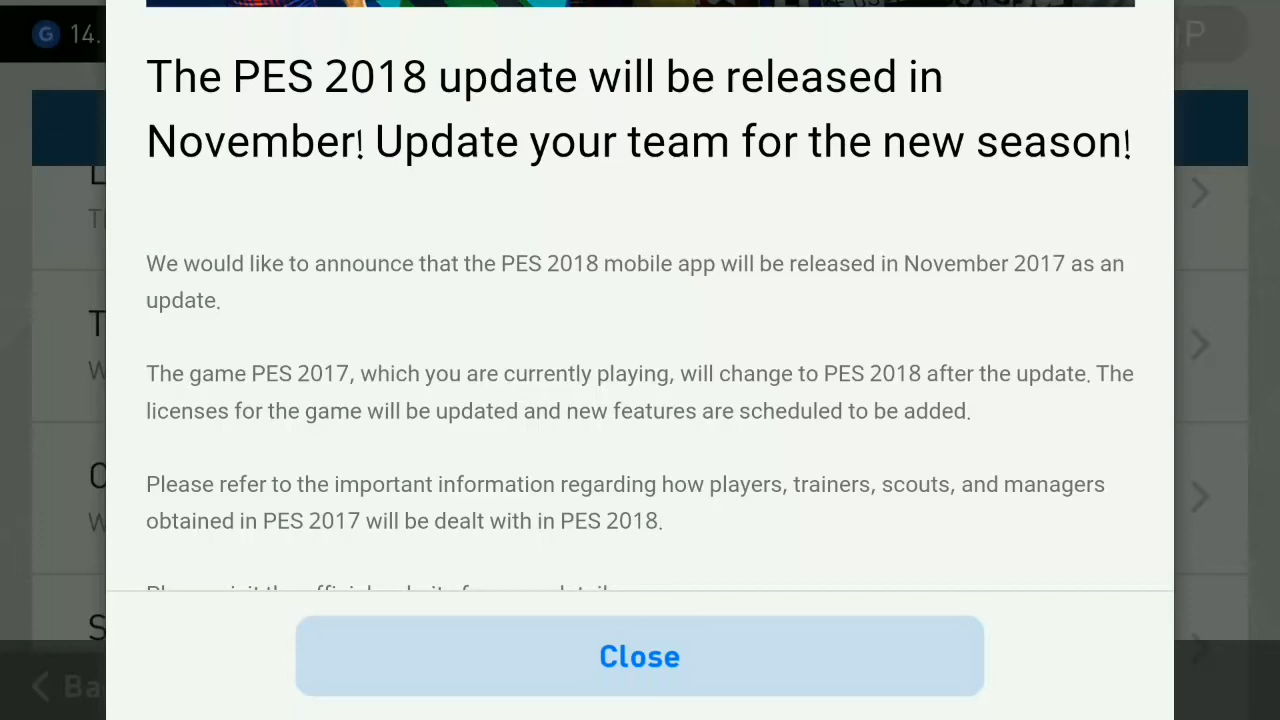 G 14.
The PES 2018 update will be released in
November! Update your team for the new season!
We would like to announce that the PES 2018 mobile app will be released in November 2017 as an
update.
The game PES 2017, which you are currently playing, will change to PES 2018 after the update. The
licenses for the game will be updated and new features are scheduled to be added.
Please refer to the important information regarding how players, trainers, scouts, and managers
obtained in PES 2017 will be dealt with in PES 2018.
Close